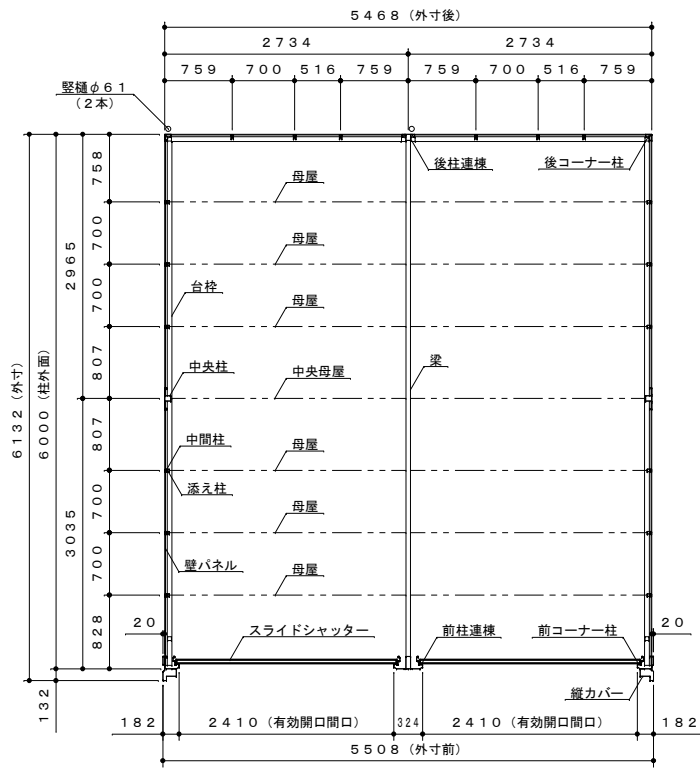 5468（外寸後）
2734 2734
759 700 516 759 759 700 516 759
竪樋φ61
（2本）
後柱連棟 後コーナー柱
758
母屋
700
母屋
2965
台枠
700
母屋
807
中央柱 中央母屋 梁
6132（外寸）
6000（柱外面）
807
中間柱 母屋
添え柱
700
母屋
3035
壁パネル
700
母屋
828
20 スライドシャッター 前柱連棟 前コーナー柱 20
132
縦カバー
182 2410（有効開口間口） 324 2410（有効開口間口） 182
5508（外寸前）